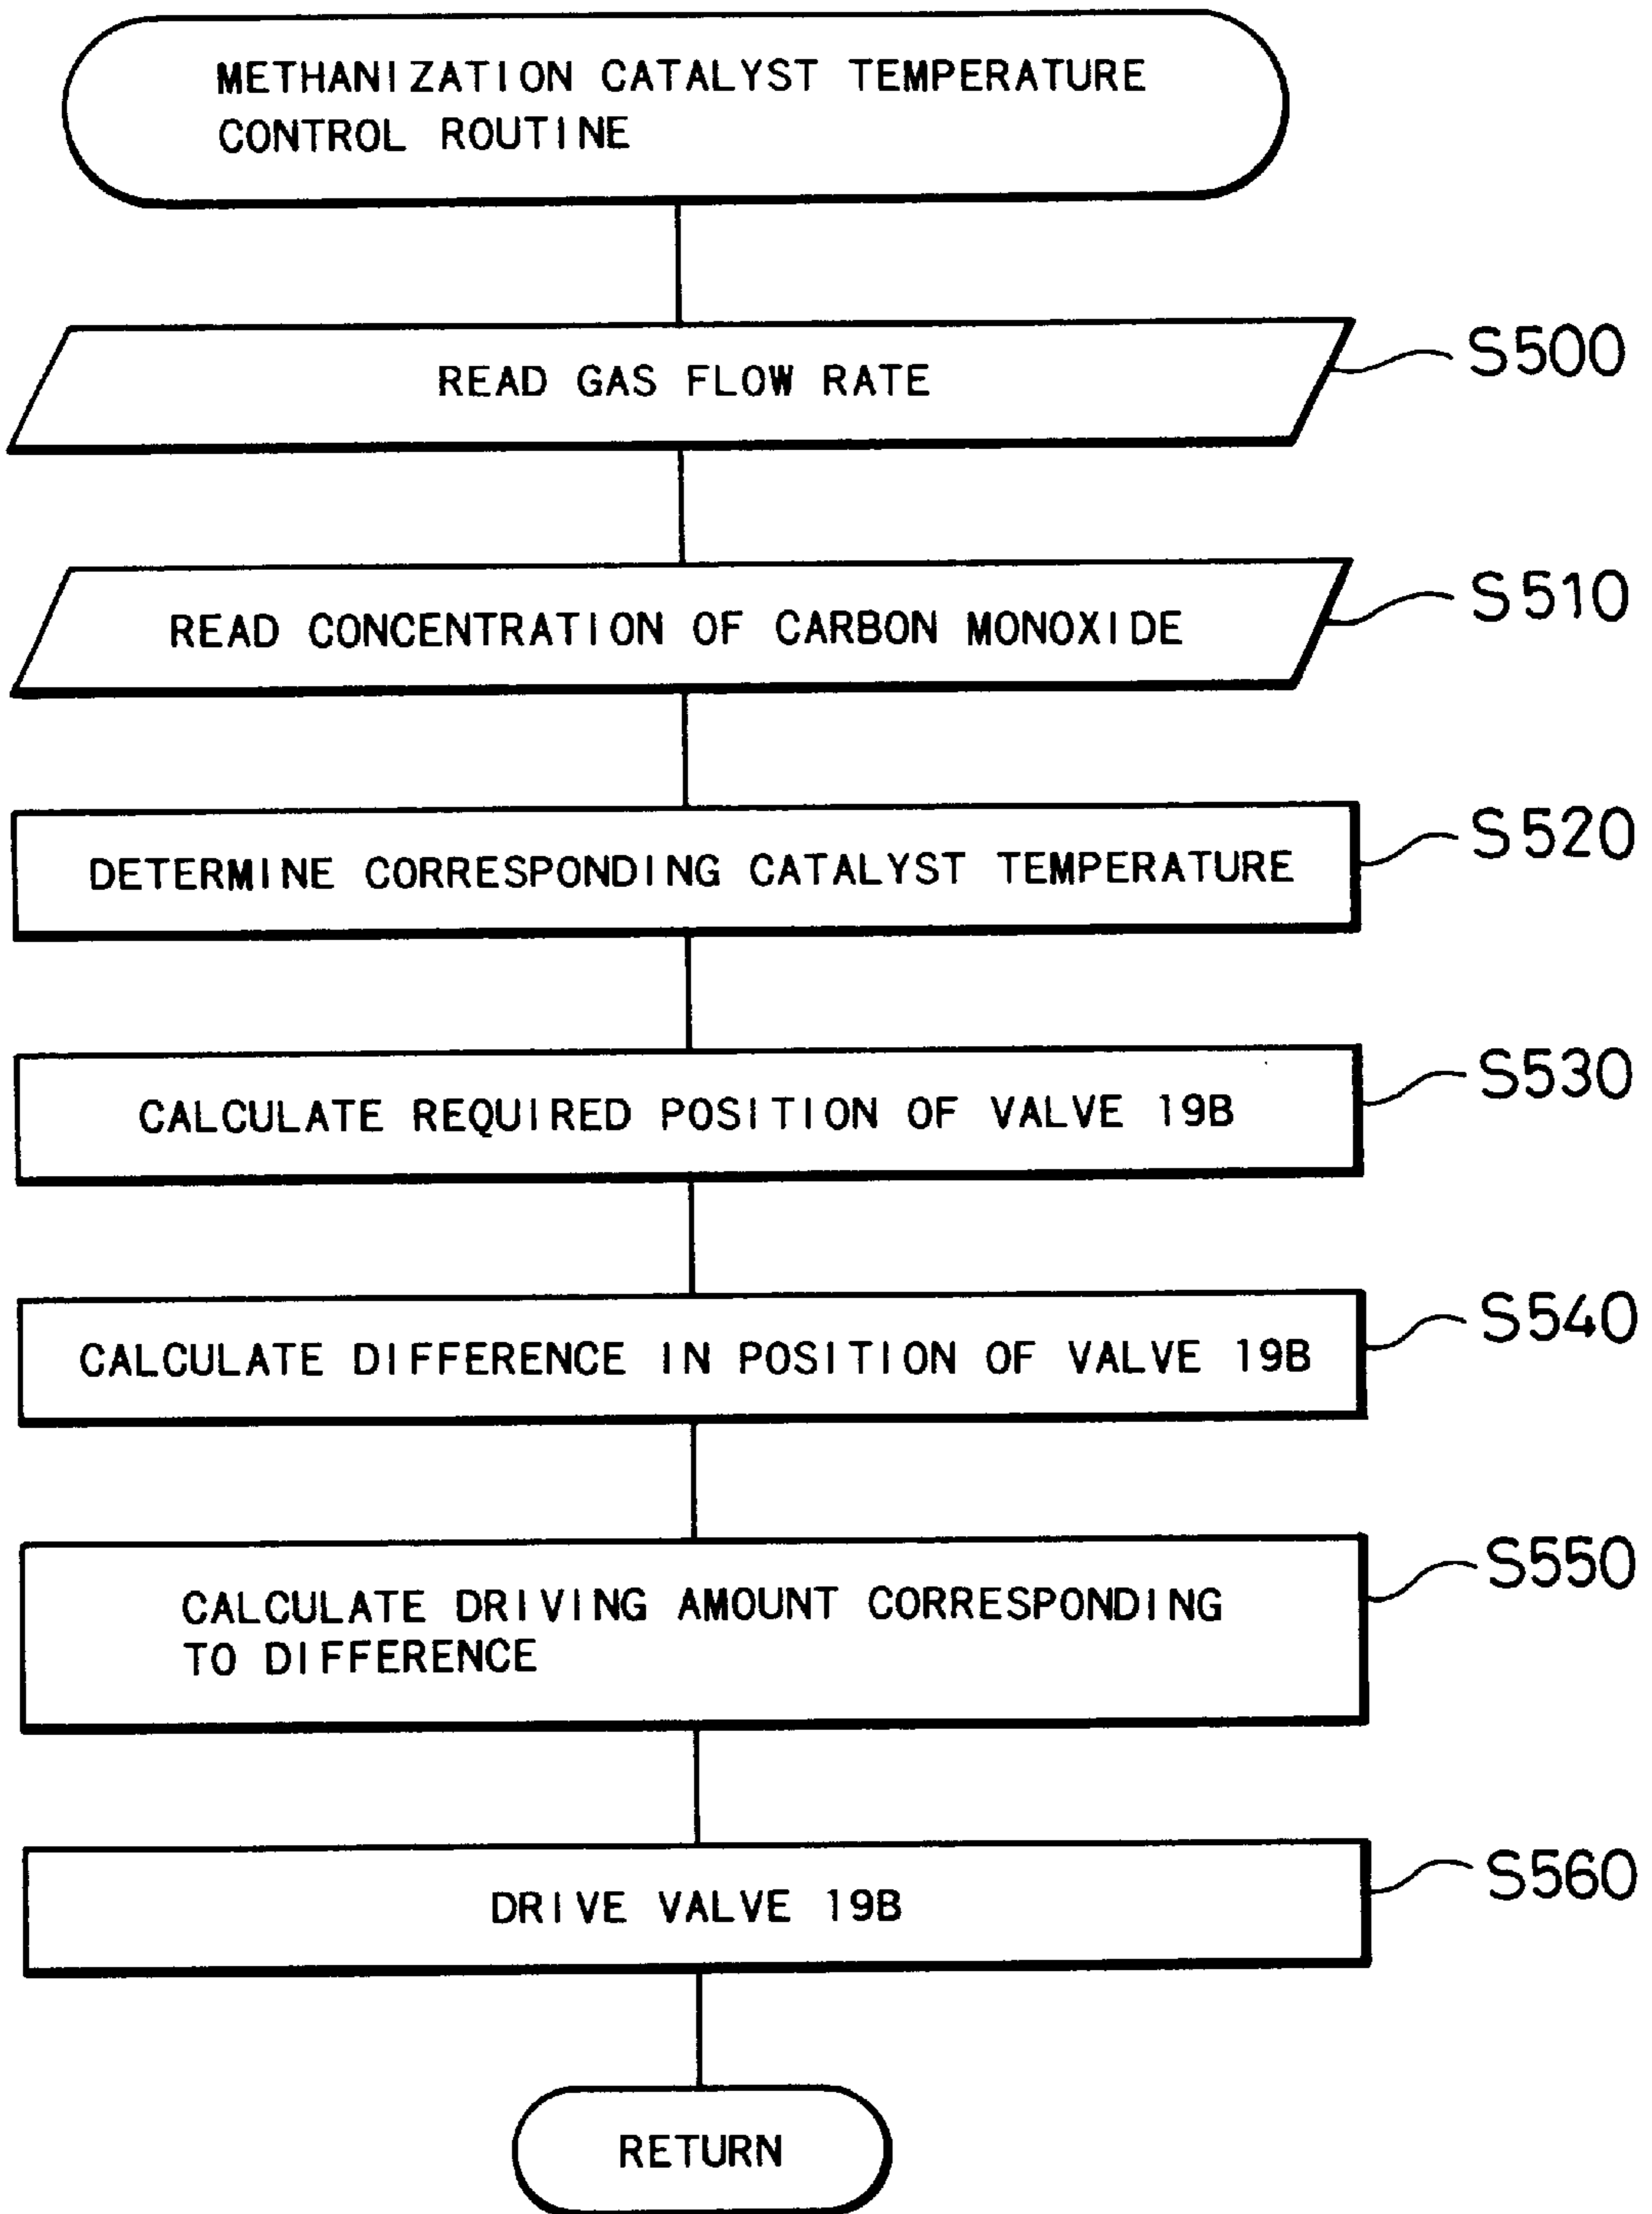 METHANIZATION CATALYST TEMPERATURE
CONTROL ROUTINE
READ GAS FLOW RATE
S500
READ CONCENTRATION OF CARBON MONOXIDE
S510
DETERMINE CORRESPONDING CATALYST TEMPERATURE
S520
CALCULATE REQUIRED POSITION OF VALVE 19B
S530
CALCULATE DIFFERENCE IN POSITION OF VALVE 19B
S540
CALCULATE DRIVING AMOUNT CORRESPONDING
TO DIFFERENCE
S550
DRIVE VALVE 19B
S560
RETURN